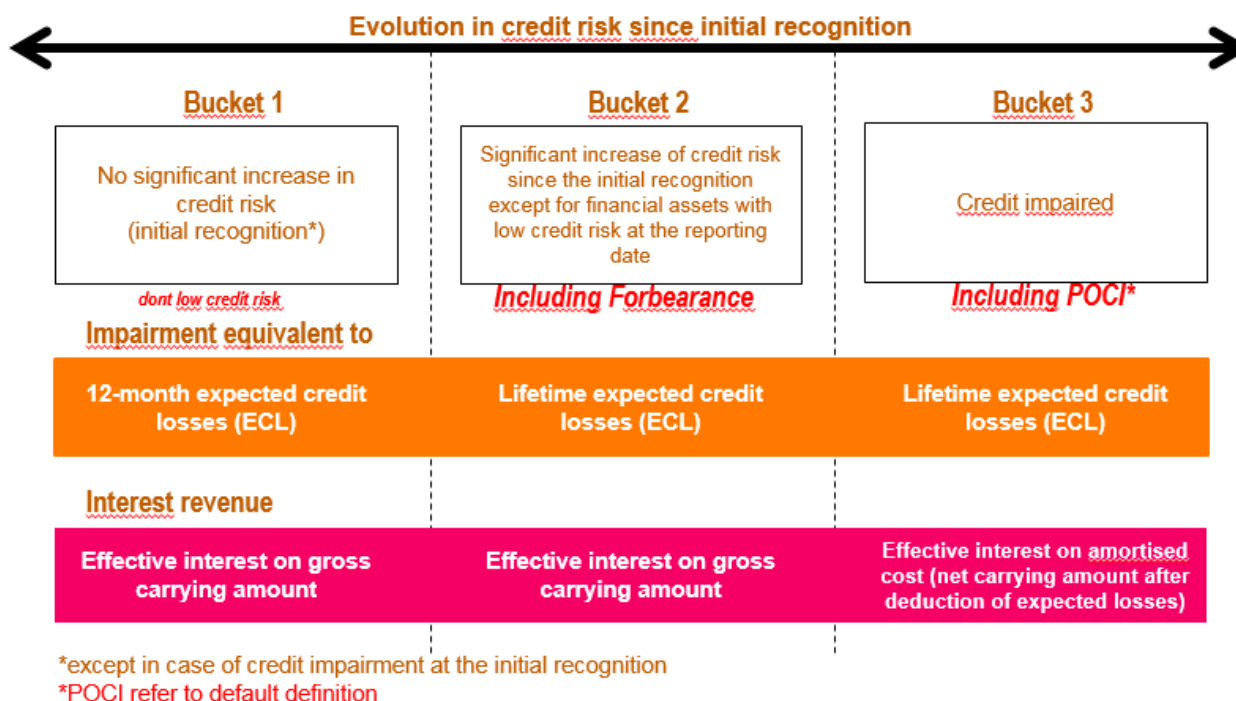 Evolution in credit risk since initial recognition
Bucket 1
No significant increase in
credit risk
(initial recognition*)
dont low credit risk
Bucket 2
Significant increase of credit risk
since the initial recognition
except for financial assets with
low credit risk at the reporting
date
Including Forbearance
Bucket 3
Credit impaired
Including POCI*
Impairment equivalent to
12-month expected credit
losses (ECL)
Lifetime expected credit
losses (ECL)
Lifetime expected credit
losses (ECL)
Interest revenue
Effective interest on gross
carrying amount
Effective interest on gross
carrying amount
Effective interest on amortised
cost (net carrying amount after
deduction of expected losses)
*except in case of credit impairment at the initial recognition
*POCI refer to default definition